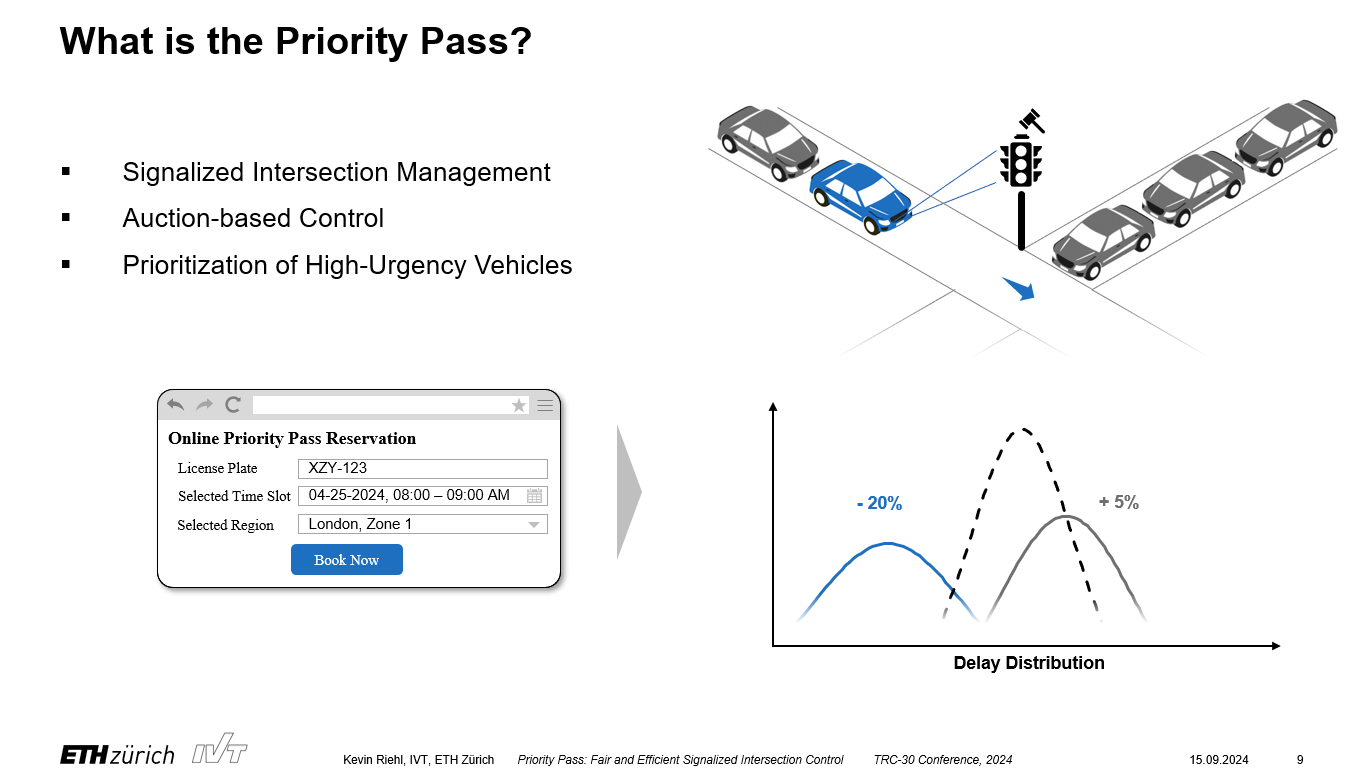 What is the Priority Pass?
▪ Signalized Intersection Management
▪ Auction-based Control
▪ Prioritization of High-Urgency Vehicles
Online Priority Pass Reservation
License Plate XZY-123
Selected Time Slot 04-25-2024, 08:00 – 09:00 AM
Selected Region London, Zone 1
Book Now
- 20%
+ 5%
Delay Distribution
ETH zürich IVT
Kevin Riehl, IVT, ETH Zürich Priority Pass: Fair and Efficient Signalized Intersection Control TRC-30 Conference, 2024 15.09.2024 9